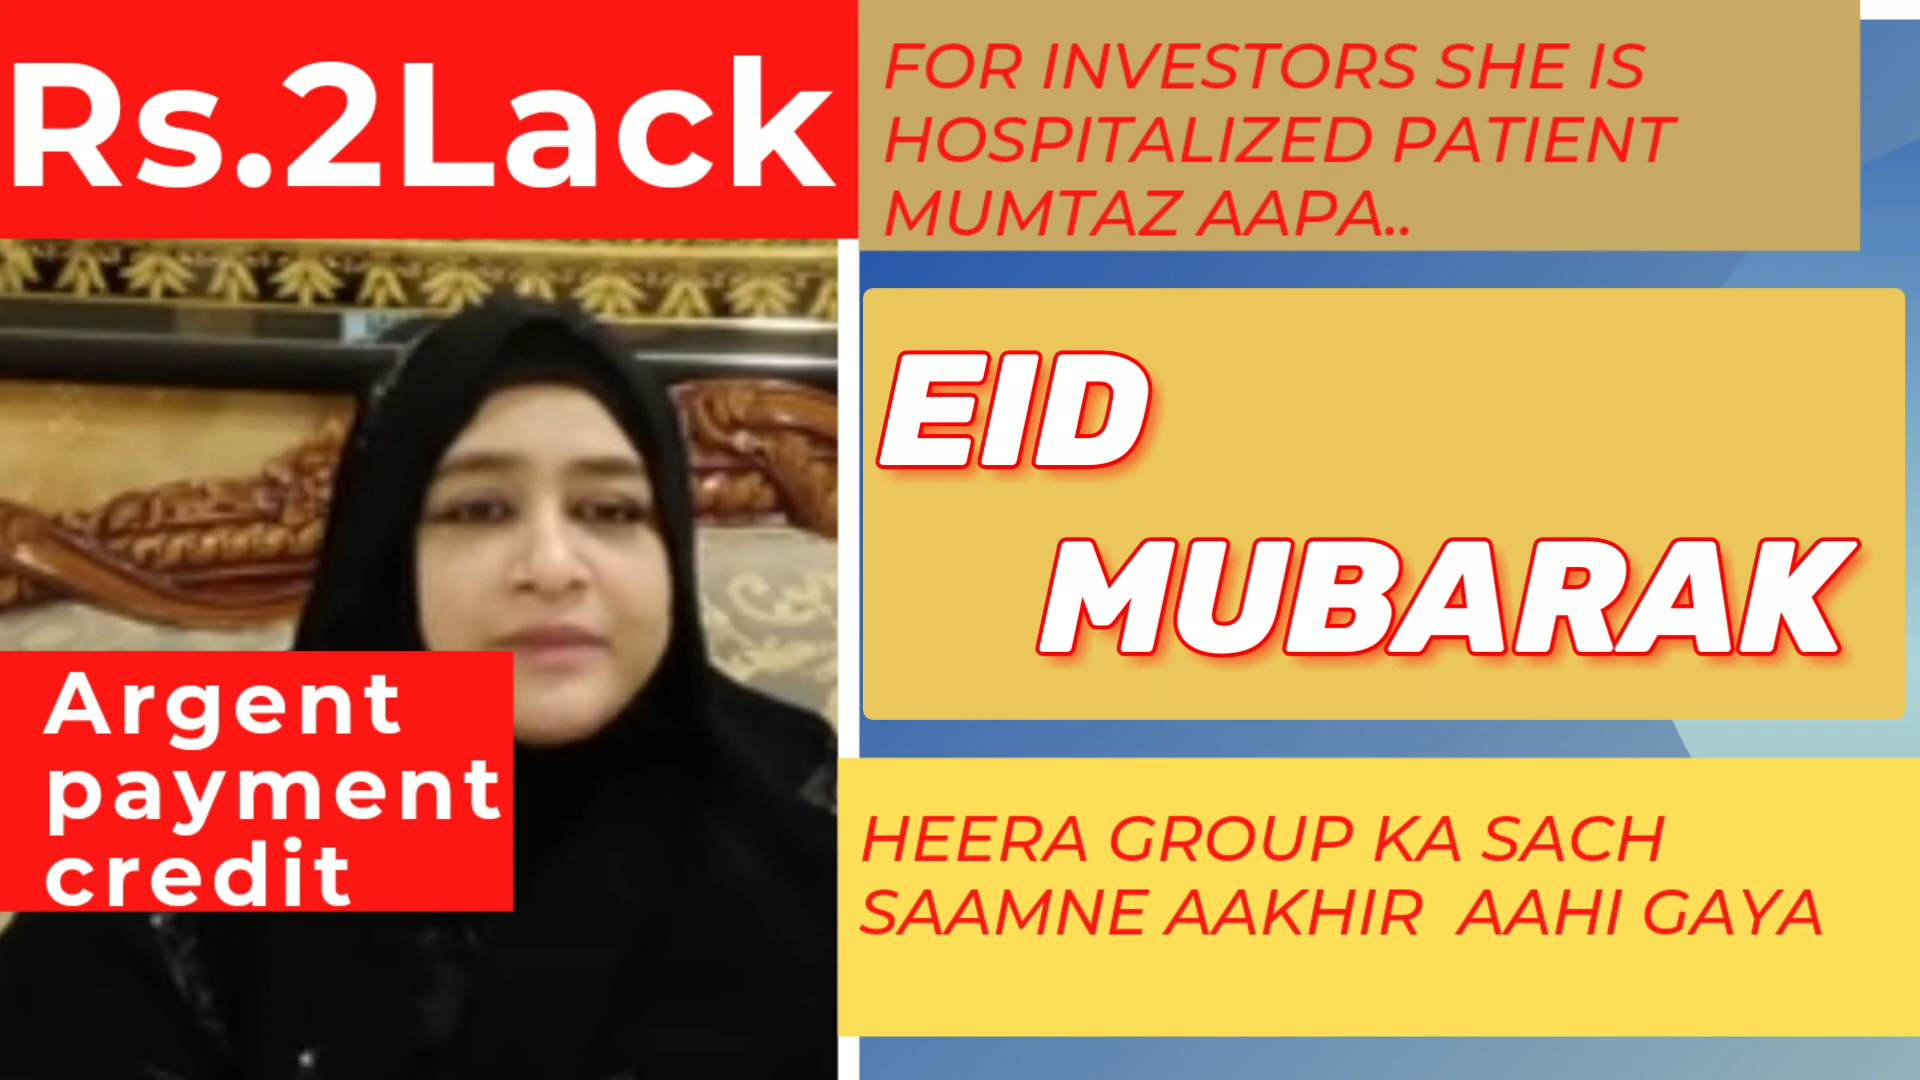 Rs.2Lack
FOR INVESTORS SHE IS
HOSPITALIZED PATIENT
MUMTAZ AAPA..
EID
MUBARAK
Argent
payment
credit
HEERA GROUP KA SACH
SAAMNE AAKHIR AAHI GAYA